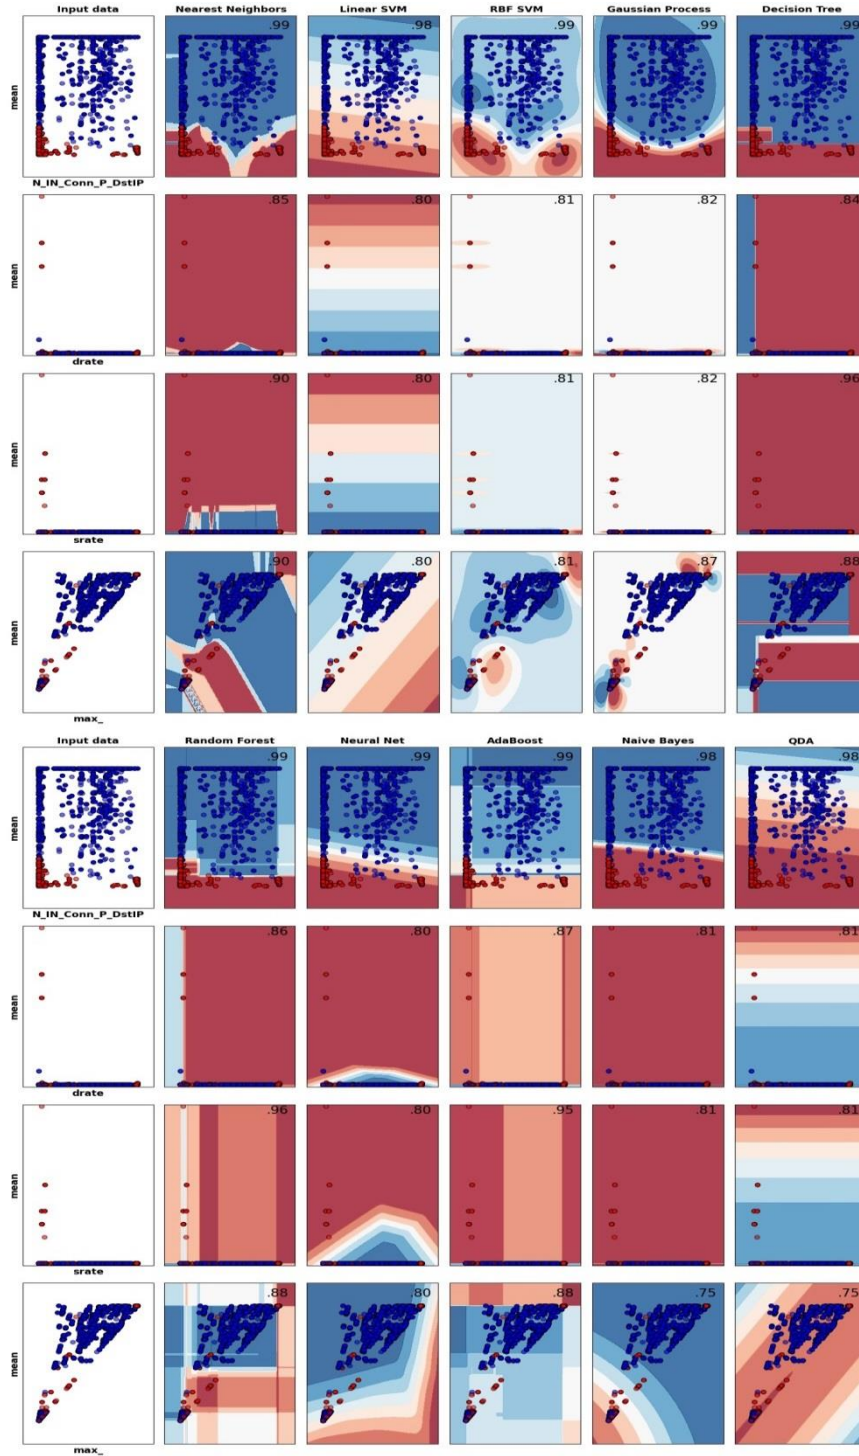 Input data Nearest Neighbors Linear SVM RBF SVM Gaussian Process Decision Tree
mean .99 .98 .99 .99 .99
N_IN_Conn_P_DstIP
mean .85 .80 .81 .82 .84
drate
mean .90 .80 .81 .82 .96
srate
mean .90 .80 .81 .87 .88
max_
Input data Random Forest Neural Net AdaBoost Naive Bayes QDA
mean .99 .99 .99 .98 .98
N_IN_Conn_P_DstIP
mean .86 .80 .87 .81 .81
drate
mean .96 .80 .95 .81 .81
srate
mean .88 .80 .88 .75 .75
max_